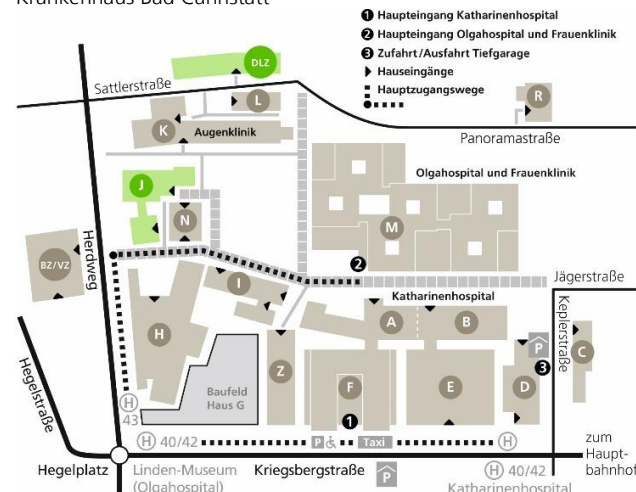 Krankenhaus Bad Cannstatt
1 Haupteingang Katharinenhospital
2 Haupteingang Olgahospital und Frauenklinik
3 Zufahrt/Ausfahrt Tiefgarage
Hauseingänge
Hauptzugangswege
DLZ
Sattlerstraße
L
R
K
Augenklinik
Panoramastraße
Olgahospital und Frauenklinik
J
N
M
BZ/VZ
Herdweg
2
I
Jägerstraße
Katharinenhospital
H
A
B
Keplerstraße
Hegelstraße
Baufeld
Haus G
Z
F
E
D
P
3
C
H
43
1
H 40/42
P
Taxi
H
zum
Haupt-
bahnhof
Hegelplatz
Linden-Museum
(Olgahospital)
Kriegsbergstraße
P
H 40/42
Katharinenhospital